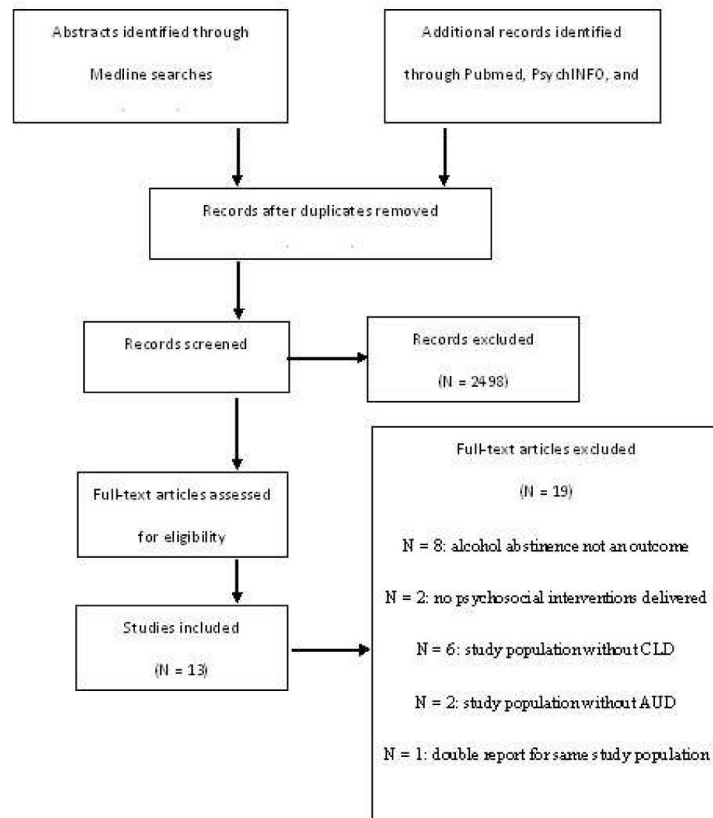 Abstracts identified through
Medline searches
Additional records identified
through Pubmed, PsychINFO, and
Records after duplicates removed
Records screened
Records excluded
(N = 2498)
Full-text articles assessed
for eligibility
Full-text articles excluded
(N = 19)
N = 8: alcohol abstinence not an outcome
N = 2: no psychosocial interventions delivered
N = 6: study population without CLD
N = 2: study population without AUD
N = 1: double report for same study population
Studies included
(N = 13)